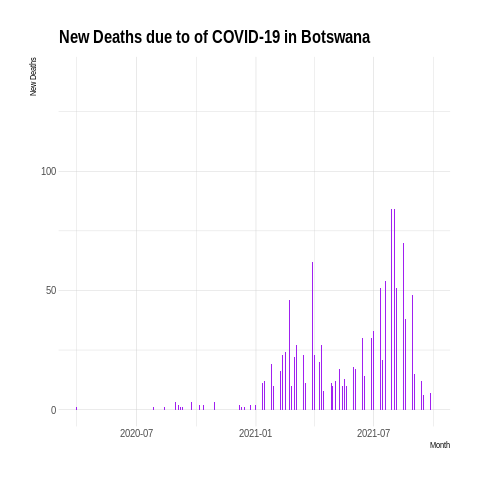 New Deaths due to of COVID-19 in Botswana
New Deaths
100
50
0
2020-07
2021-01
2021-07
Month